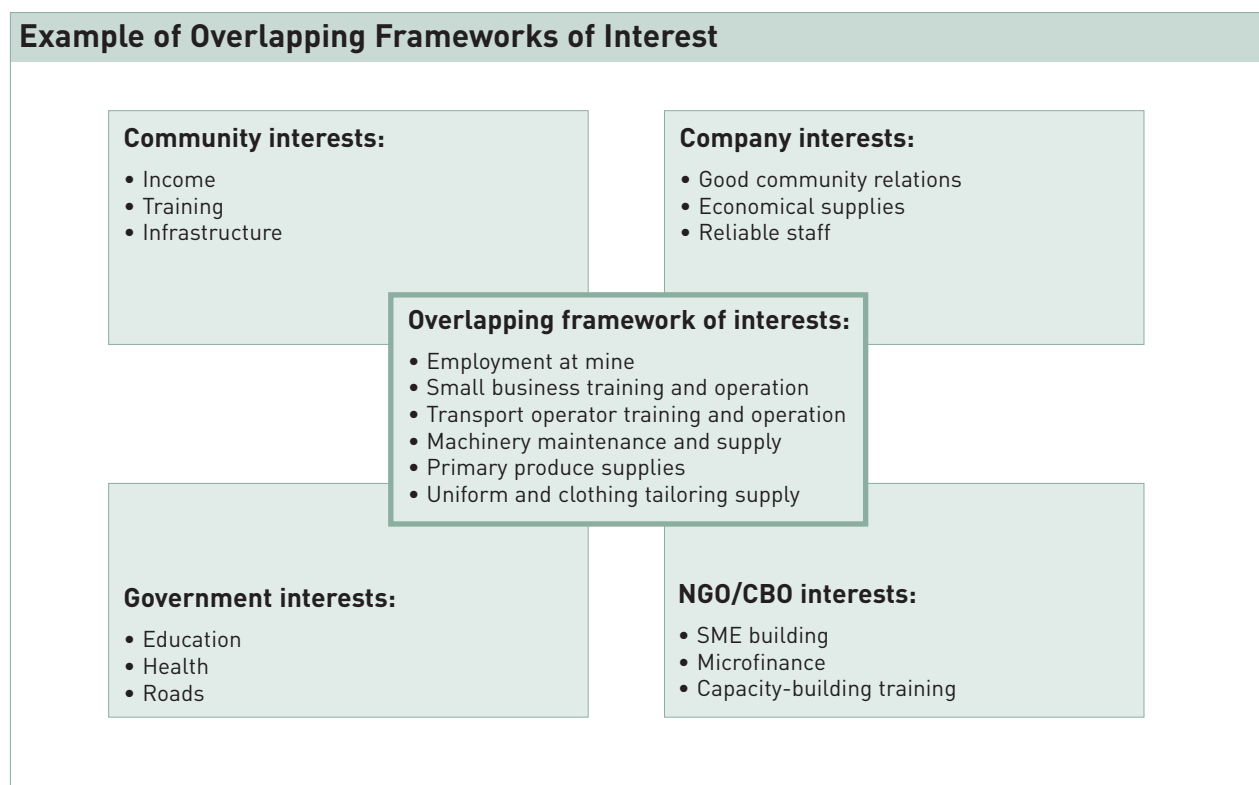 Example of Overlapping Frameworks of Interest
Community interests:
• Income
• Training
• Infrastructure
Company interests:
• Good community relations
• Economical supplies
• Reliable staff
Overlapping framework of interests:
• Employment at mine
• Small business training and operation
• Transport operator training and operation
• Machinery maintenance and supply
• Primary produce supplies
• Uniform and clothing tailoring supply
Government interests:
• Education
• Health
• Roads
NGO/CBO interests:
• SME building
• Microfinance
• Capacity-building training